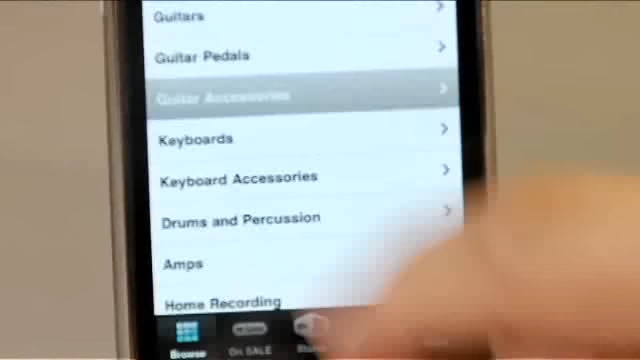 Guitars
Guitar Pedals
Guitar Accessories
Keyboards
Keyboard Accessories
Drums and Percussion
Amps
Home Recording
Browse
On SALE